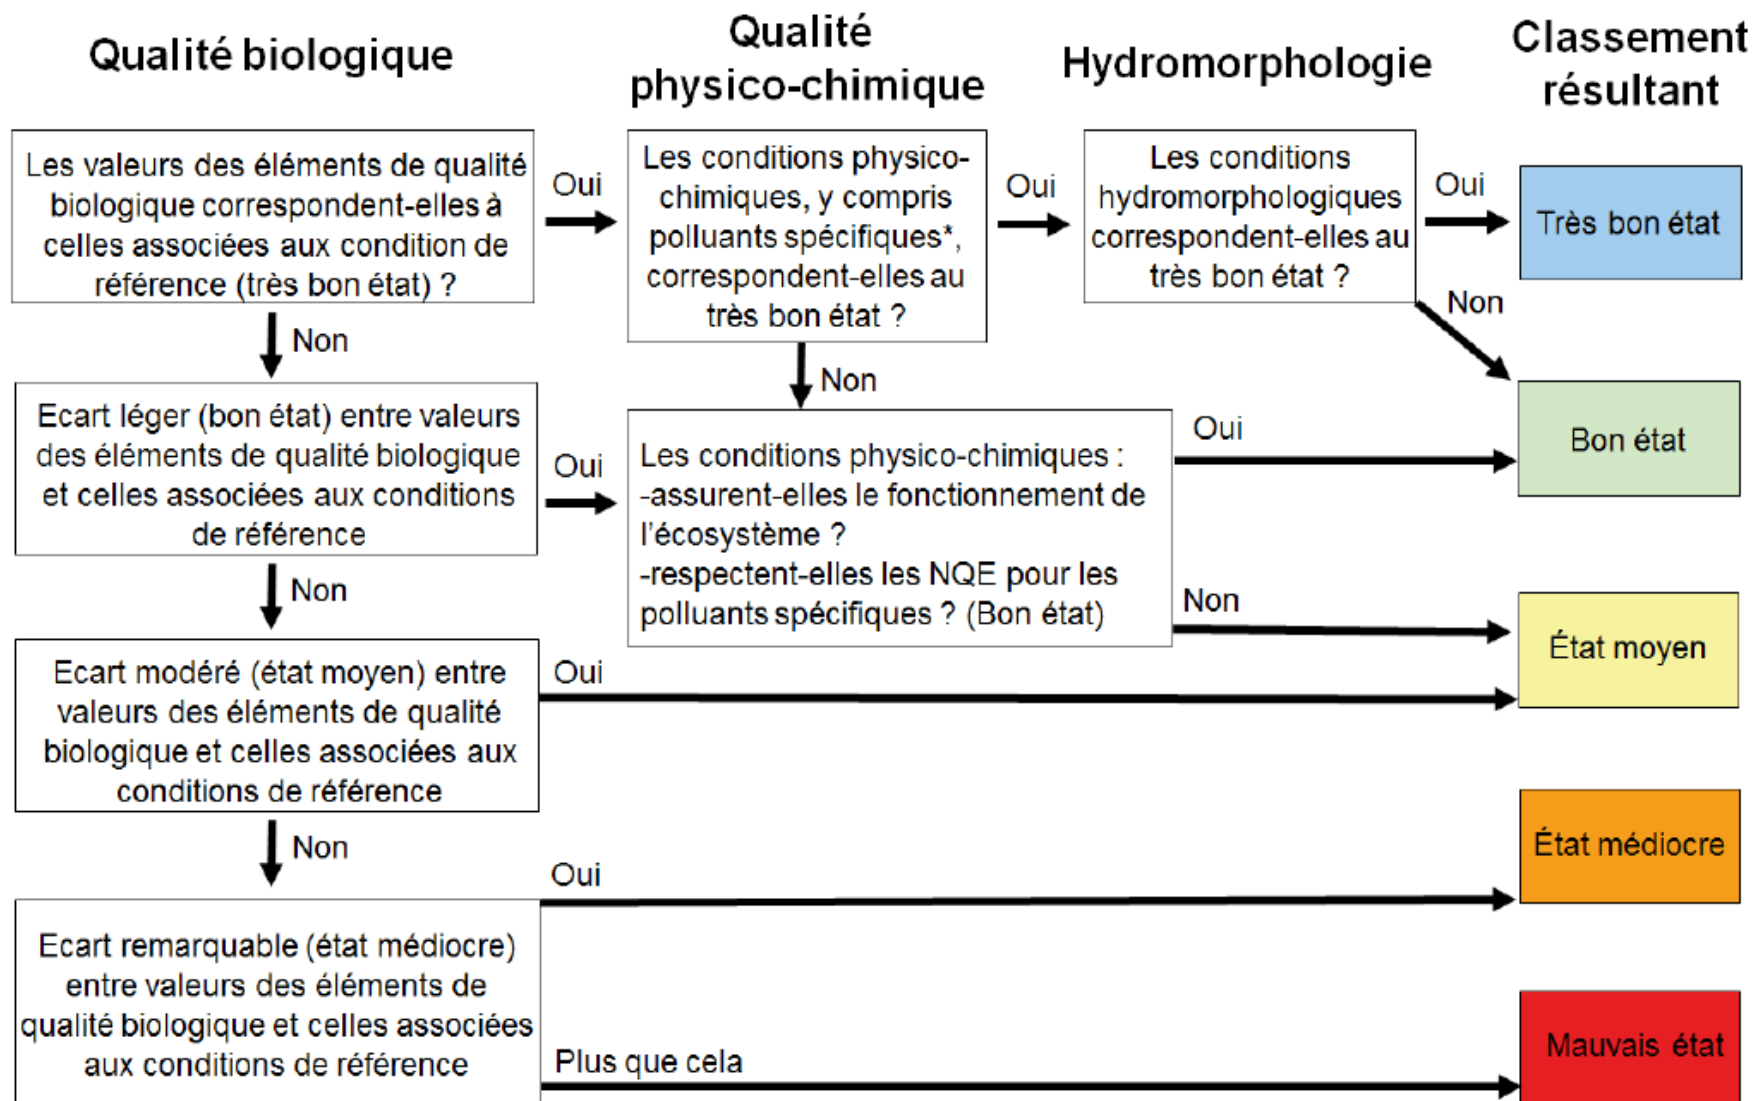 Qualité biologique
Qualité
physico-chimique
Hydromorphologie
Classement
résultant
Les valeurs des éléments de qualité
biologique correspondent-elles à
celles associées aux condition de
référence (très bon état) ?
Oui
Les conditions physico-
chimiques, y compris
polluants spécifiques*,
correspondent-elles au
très bon état ?
Oui
Les conditions
hydromorphologiques
correspondent-elles au
très bon état ?
Oui
Très bon état
Non
Non
Non
Ecart léger (bon état) entre valeurs
des éléments de qualité biologique
et celles associées aux conditions
de référence
Oui
Les conditions physico-chimiques :
-assurent-elles le fonctionnement de
l'écosystème ?
-respectent-elles les NQE pour les
polluants spécifiques ? (Bon état)
Oui
Bon état
Non
Non
Ecart modéré (état moyen) entre
valeurs des éléments de qualité
biologique et celles associées aux
conditions de référence
Oui
État moyen
Non
Ecart remarquable (état médiocre)
entre valeurs des éléments de
qualité biologique et celles associées
aux conditions de référence
Oui
État médiocre
Plus que cela
Mauvais état